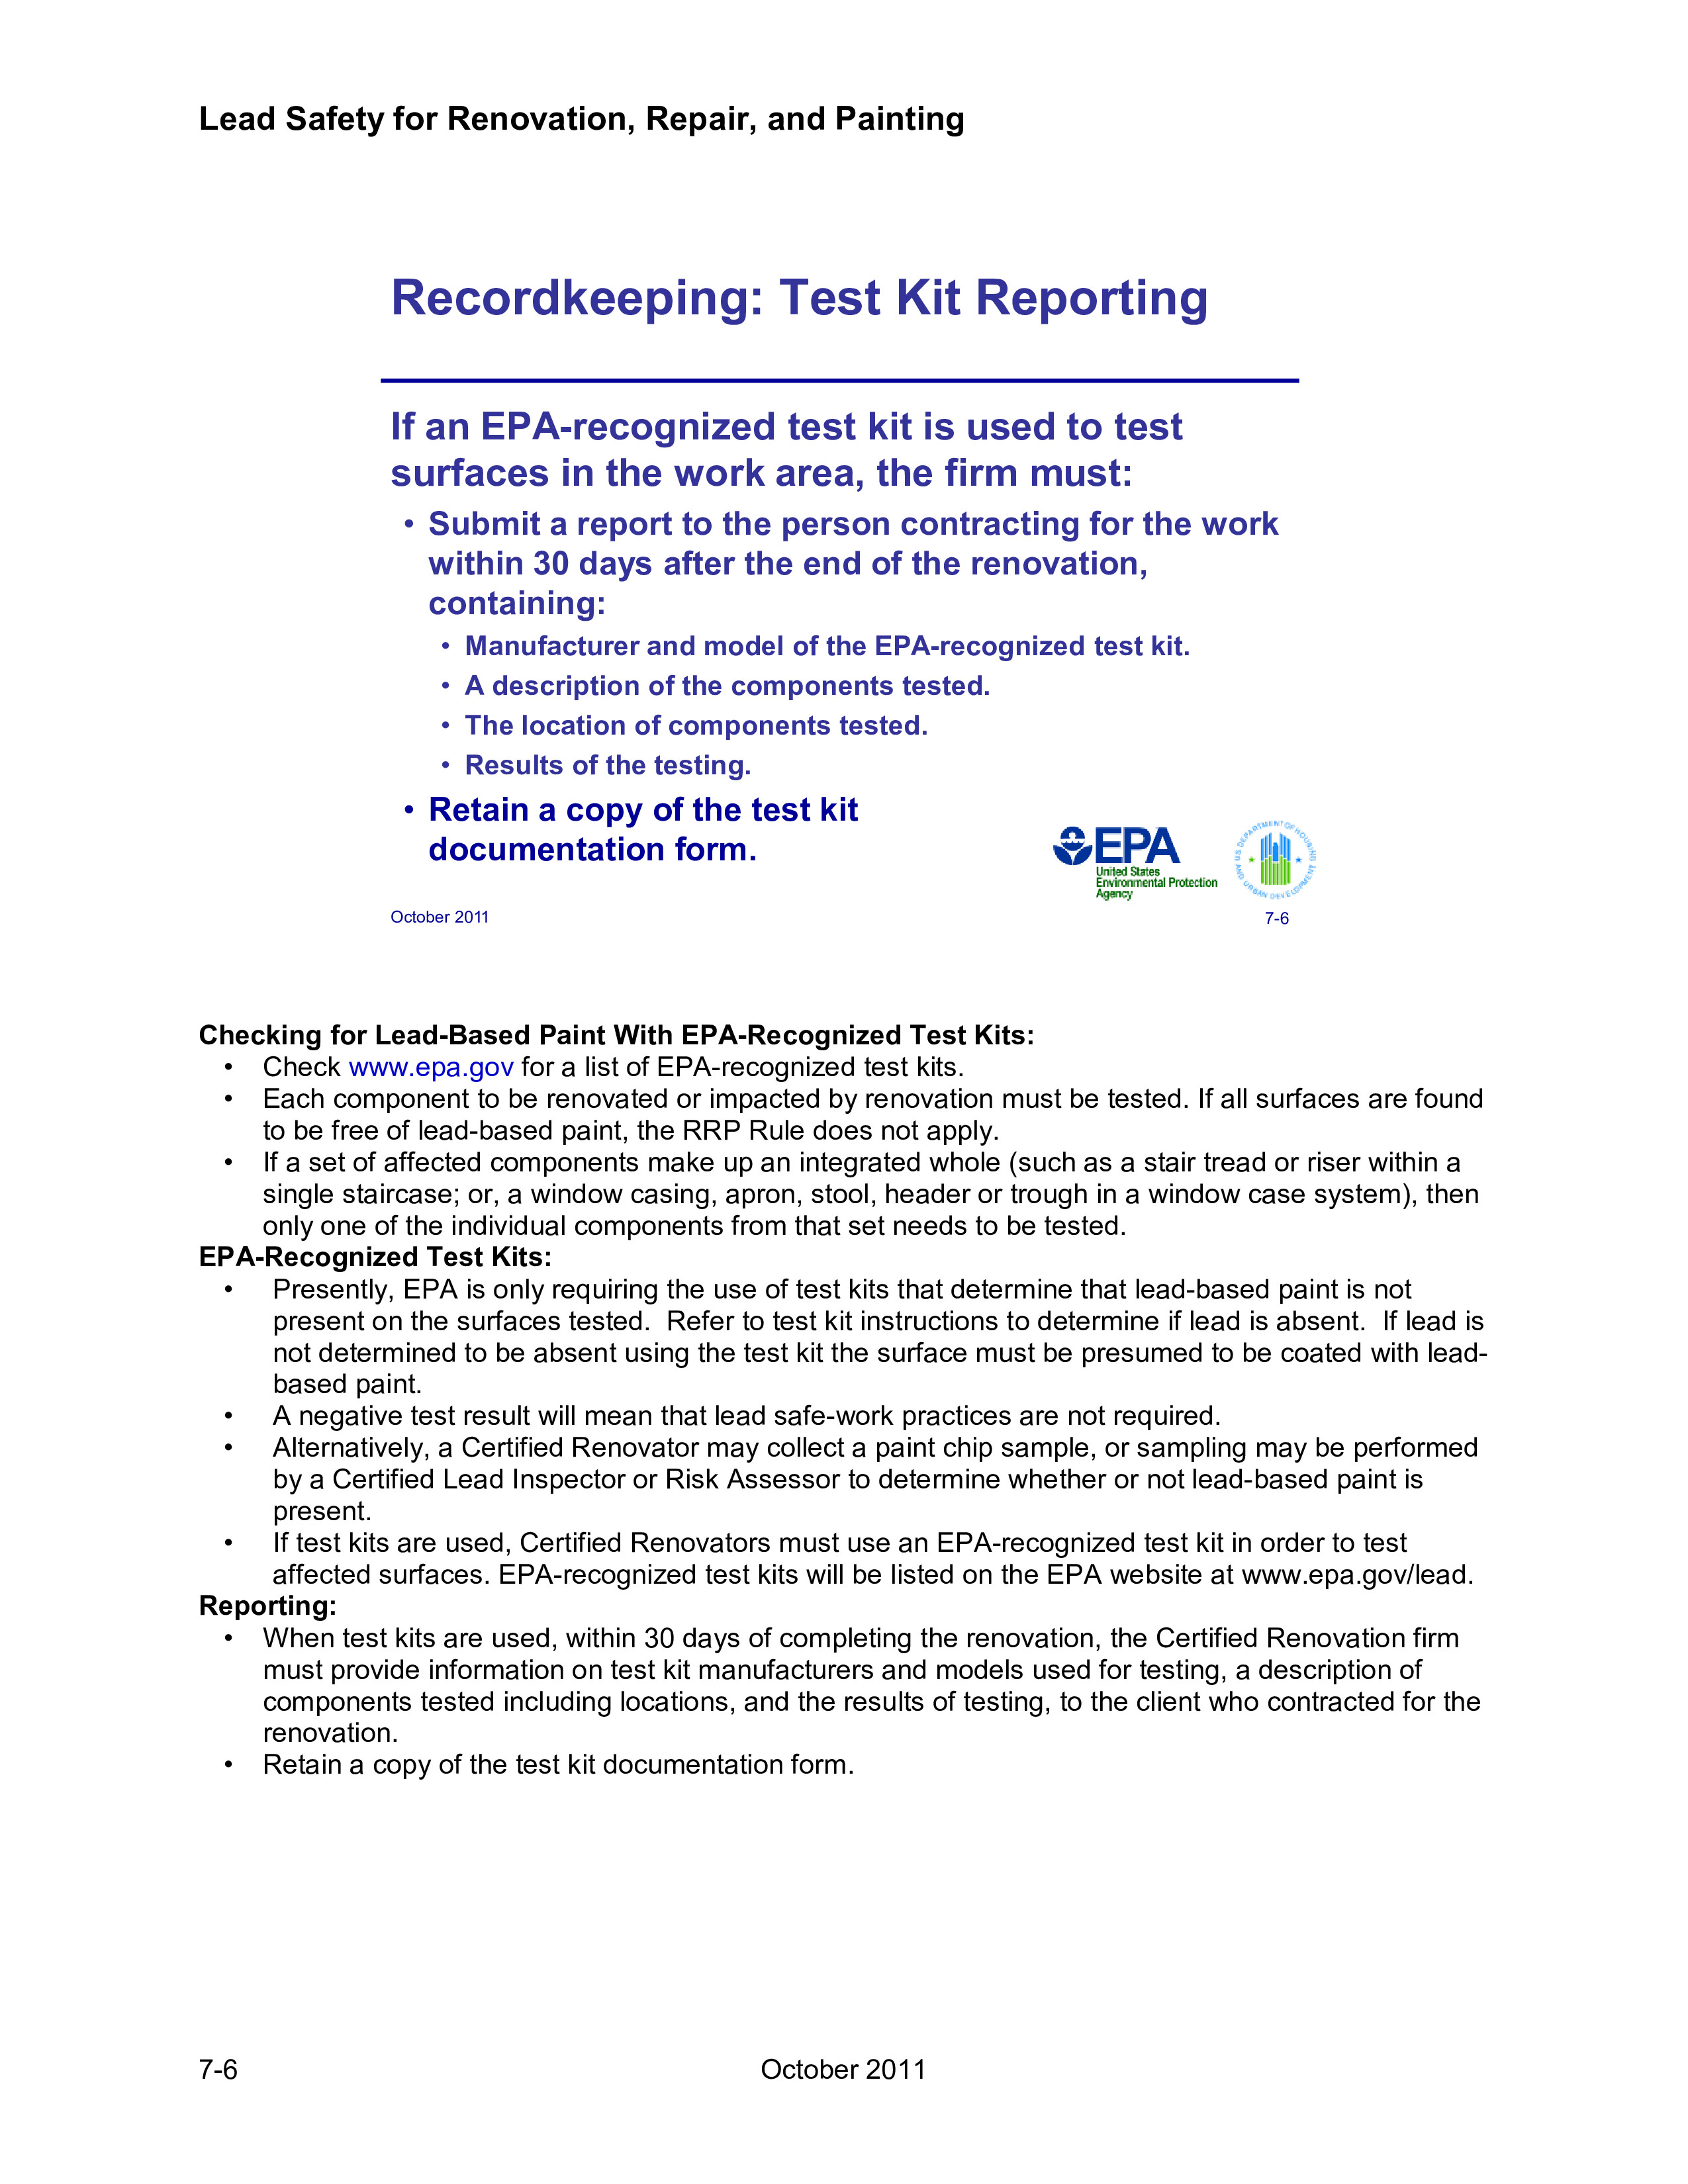 Lead Safety for Renovation, Repair, and Painting
Recordkeeping: Test Kit Reporting
If an EPA-recognized test kit is used to test
surfaces in the work area, the firm must:
• Submit a report to the person contracting for the work
within 30 days after the end of the renovation,
containing:
• Manufacturer and model of the EPA-recognized test kit.
• A description of the components tested.
• The location of components tested.
• Results of the testing.
• Retain a copy of the test kit
documentation form.
EPA
United States
Environmental Protection
Agency
U.S. DEPARTMENT OF HOUSING AND URBAN DEVELOPMENT
October 2011
7-6
Checking for Lead-Based Paint With EPA-Recognized Test Kits:
• Check www.epa.gov for a list of EPA-recognized test kits.
• Each component to be renovated or impacted by renovation must be tested. If all surfaces are found
to be free of lead-based paint, the RRP Rule does not apply.
• If a set of affected components make up an integrated whole (such as a stair tread or riser within a
single staircase; or, a window casing, apron, stool, header or trough in a window case system), then
only one of the individual components from that set needs to be tested.
EPA-Recognized Test Kits:
• Presently, EPA is only requiring the use of test kits that determine that lead-based paint is not
present on the surfaces tested.  Refer to test kit instructions to determine if lead is absent.  If lead is
not determined to be absent using the test kit the surface must be presumed to be coated with lead-
based paint.
• A negative test result will mean that lead safe-work practices are not required.
• Alternatively, a Certified Renovator may collect a paint chip sample, or sampling may be performed
by a Certified Lead Inspector or Risk Assessor to determine whether or not lead-based paint is
present.
• If test kits are used, Certified Renovators must use an EPA-recognized test kit in order to test
affected surfaces. EPA-recognized test kits will be listed on the EPA website at www.epa.gov/lead.
Reporting:
• When test kits are used, within 30 days of completing the renovation, the Certified Renovation firm
must provide information on test kit manufacturers and models used for testing, a description of
components tested including locations, and the results of testing, to the client who contracted for the
renovation.
• Retain a copy of the test kit documentation form.
7-6
October 2011